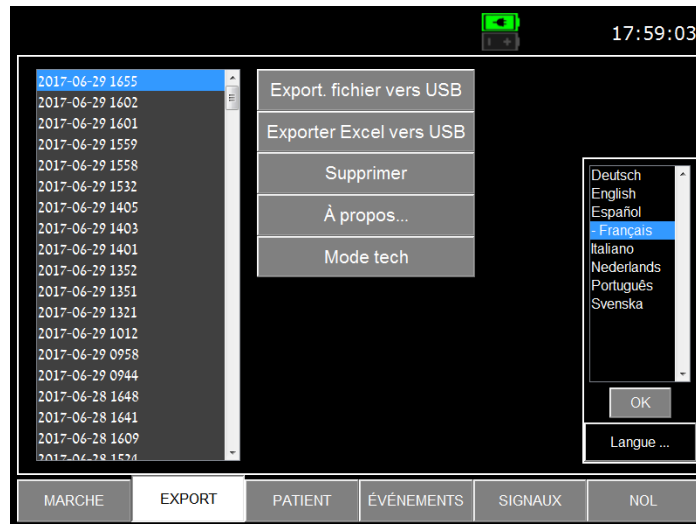 17:59:03
2017-06-29 1655
2017-06-29 1602
2017-06-29 1601
2017-06-29 1559
2017-06-29 1558
2017-06-29 1532
2017-06-29 1405
2017-06-29 1403
2017-06-29 1401
2017-06-29 1352
2017-06-29 1351
2017-06-29 1321
2017-06-29 1012
2017-06-29 0958
2017-06-29 0944
2017-06-28 1648
2017-06-28 1641
2017-06-28 1609
2017-06-28 1524
Export. fichier vers USB
Exporter Excel vers USB
Supprimer
À propos...
Mode tech
Deutsch
English
Español
- Français
Italiano
Nederlands
Português
Svenska
OK
Langue ...
MARCHE
EXPORT
PATIENT
ÉVÉNEMENTS
SIGNAUX
NOL